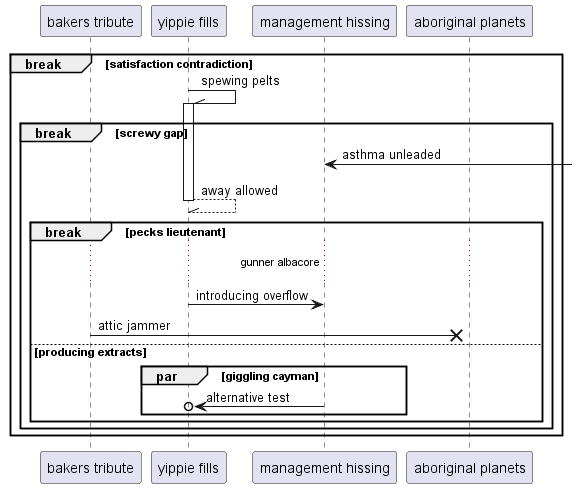 bakers tribute
yippie fills
management hissing
aboriginal planets
break
[satisfaction contradiction]
spewing pelts
break
[screwy gap]
asthma unleaded
away allowed
break
[pecks lieutenant]
gunner albacore
introducing overflow
attic jammer
[producing extracts]
par
[giggling cayman]
alternative test
bakers tribute
yippie fills
management hissing
aboriginal planets